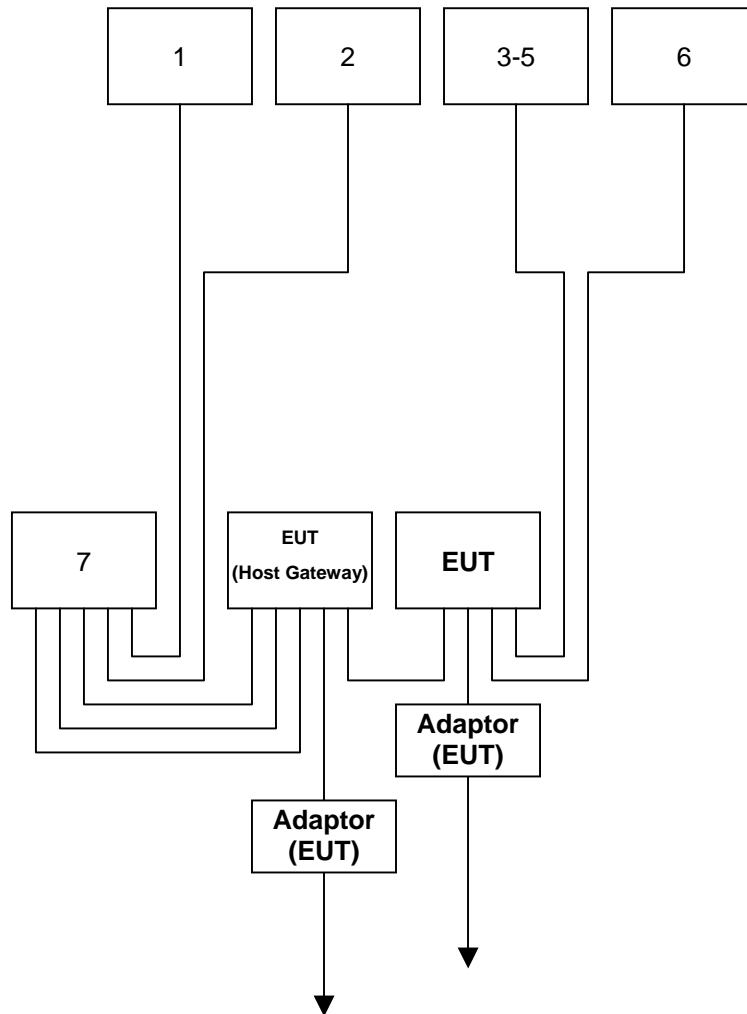 1
2
3-5
6
7
EUT
(Host Gateway)
EUT
Adaptor
(EUT)
Adaptor
(EUT)